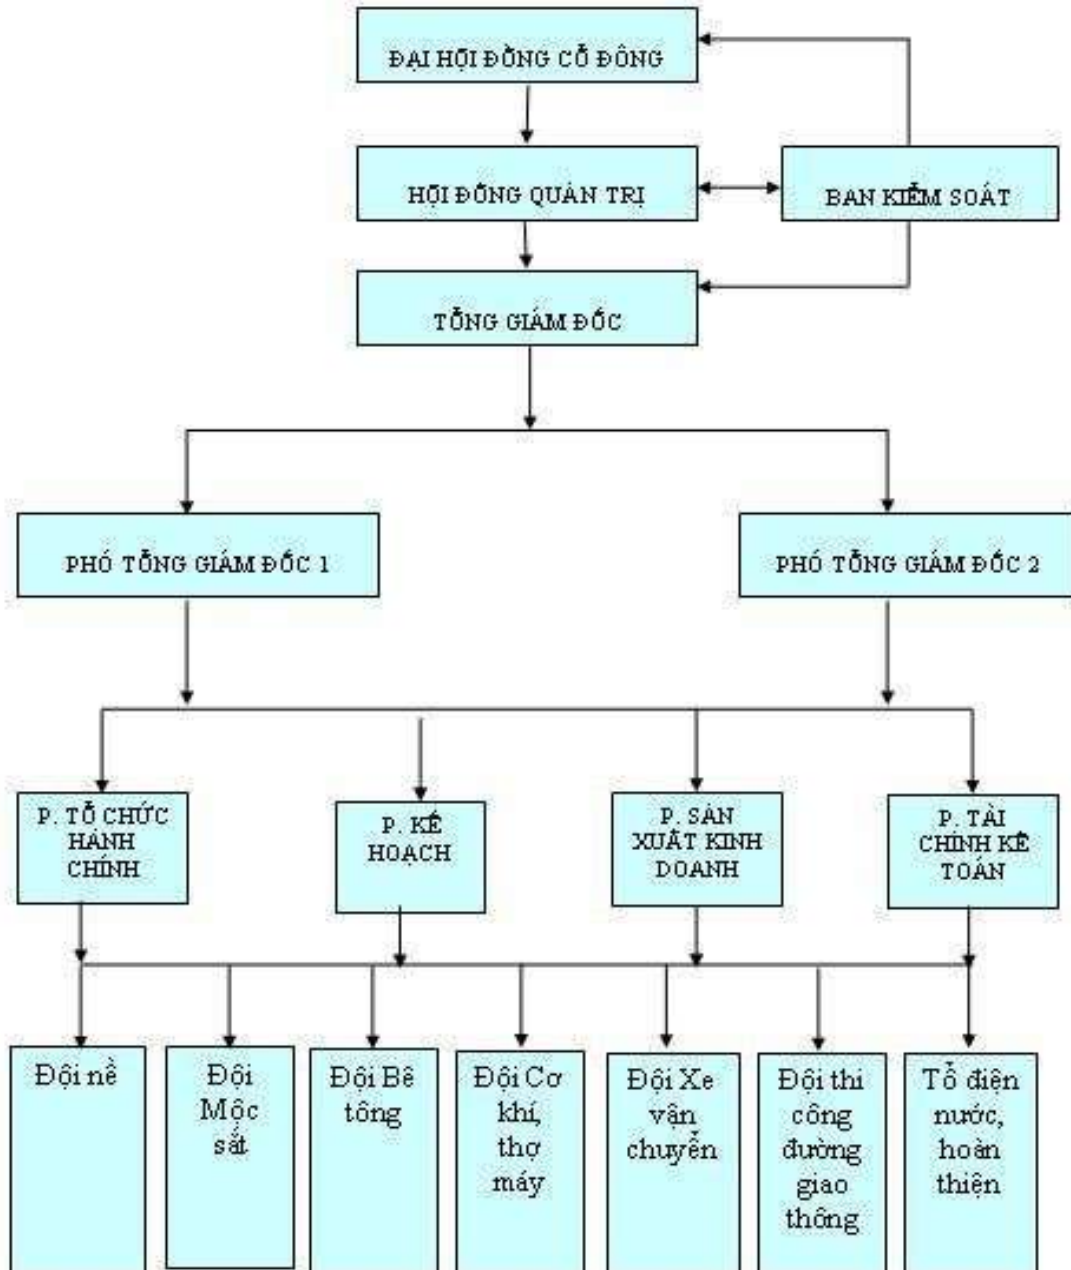 ĐẠI HỘI ĐỒNG CỔ ĐÔNG
HỘI ĐỒNG QUẢN TRỊ
BAN KIỂM SOÁT
TỔNG GIÁM ĐỐC
PHÓ TỔNG GIÁM ĐỐC 1
PHÓ TỔNG GIÁM ĐỐC 2
P. TỔ CHỨC
HÀNH
CHÍNH
P. KẾ
HOẠCH
P. SẢN
XUẤT KINH
DOANH
P. TÀI
CHÍNH KẾ
TOÁN
Đội nề
Đội
Mộc
sắt
Đội Bê
tông
Đội Cơ
khí,
thợ
máy
Đội Xe
vận
chuyển
Đội thi
công
đường
giao
thông
Tổ điện
nước,
hoàn
thiện